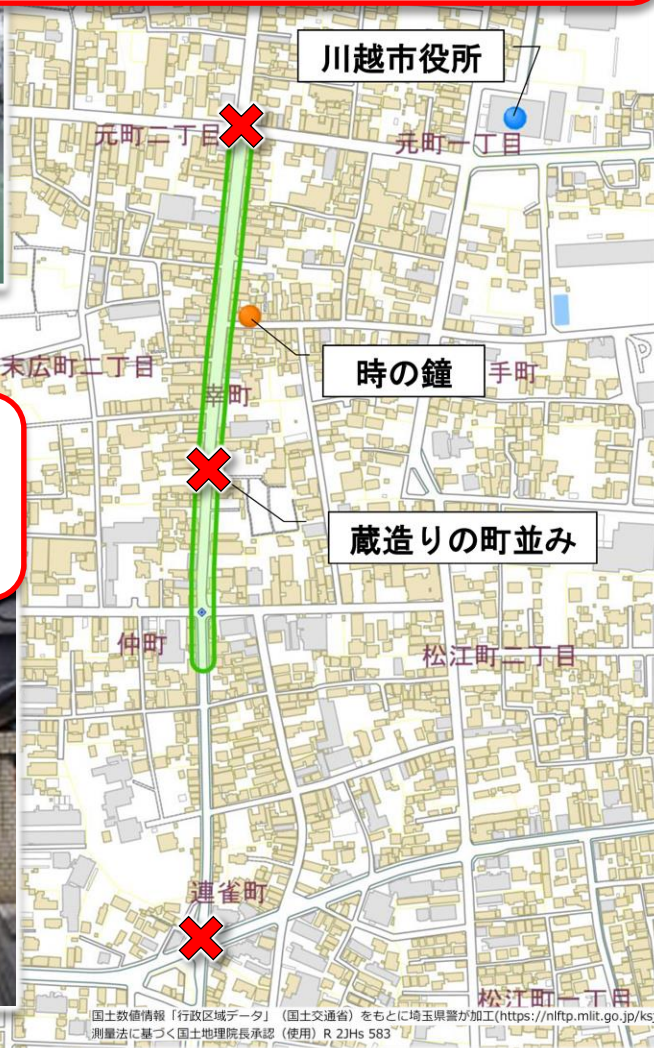 川越市役所
元町二丁目
元町一丁目
末広町二丁目
時の鐘
手町
幸町
蔵造りの町並み
仲町
松江町二丁目
連雀町
松江町一丁目
国土数値情報「行政区域データ」（国土交通省）をもとに埼玉県警が加工(https://nlftp.mlit.go.jp/ksj
測量法に基づく国土地理院長承認（使用）R 2JHs 583